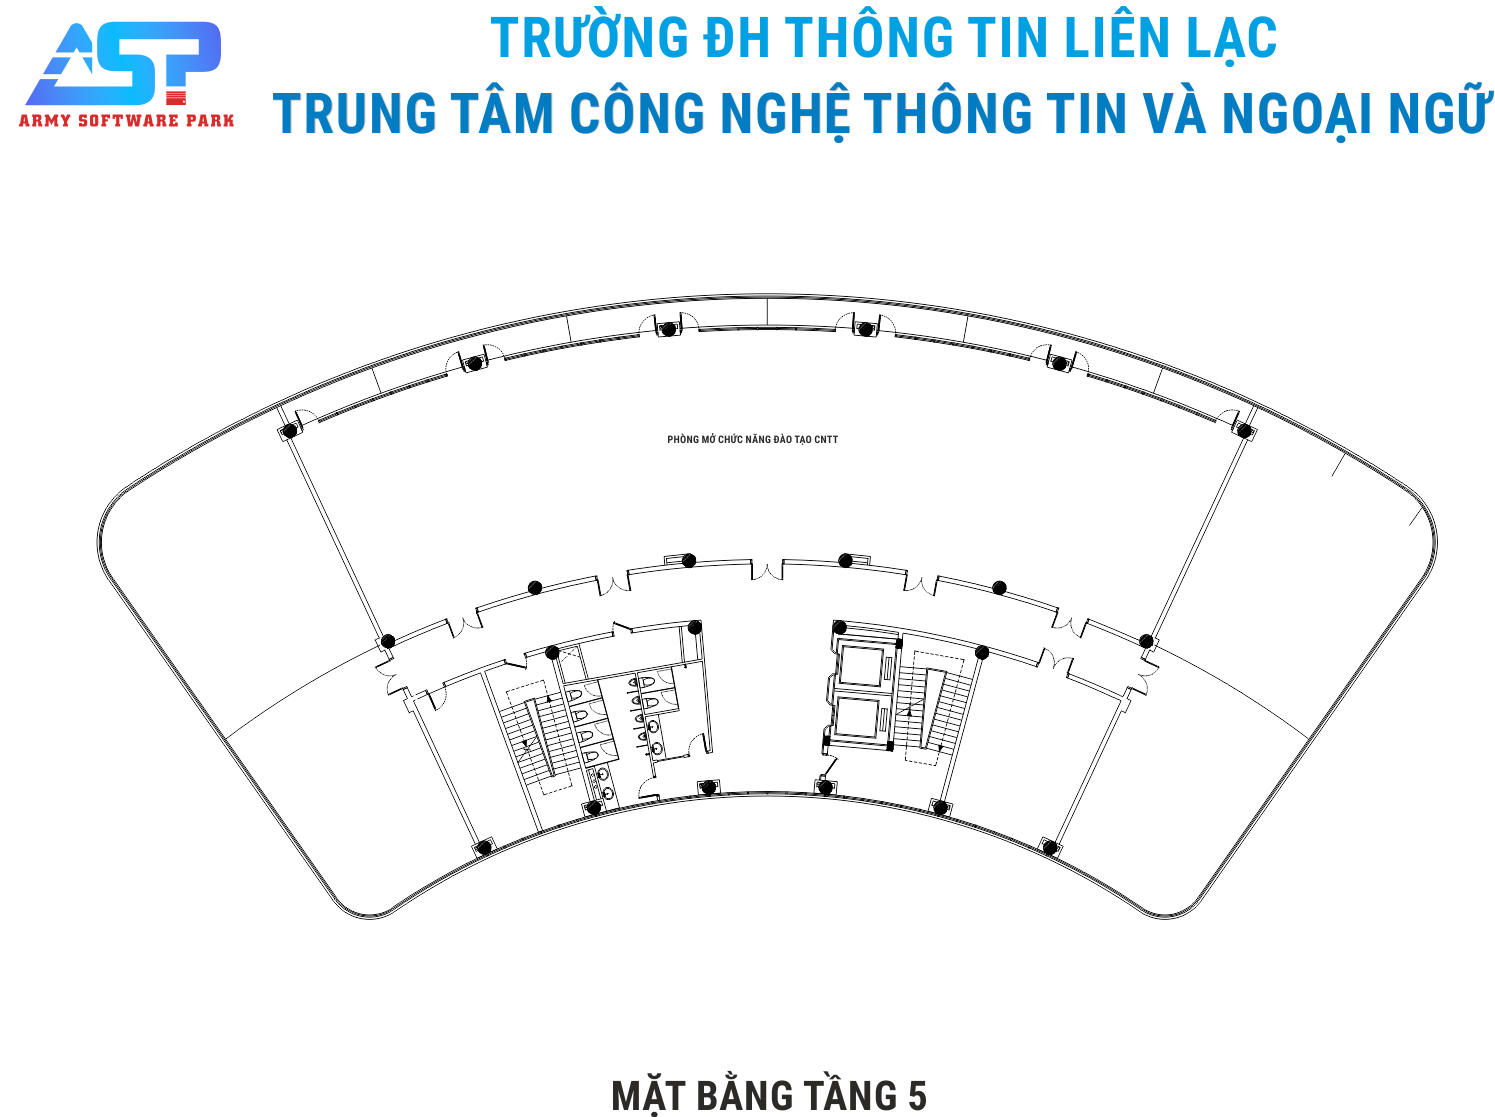 TRƯỜNG ĐH THÔNG TIN LIÊN LẠC
ARMY SOFTWARE PARK
TRUNG TÂM CÔNG NGHỆ THÔNG TIN VÀ NGOẠI NGỮ
PHÒNG MỞ CHỨC NĂNG ĐÀO TẠO CNTT
MẶT BẰNG TẦNG 5